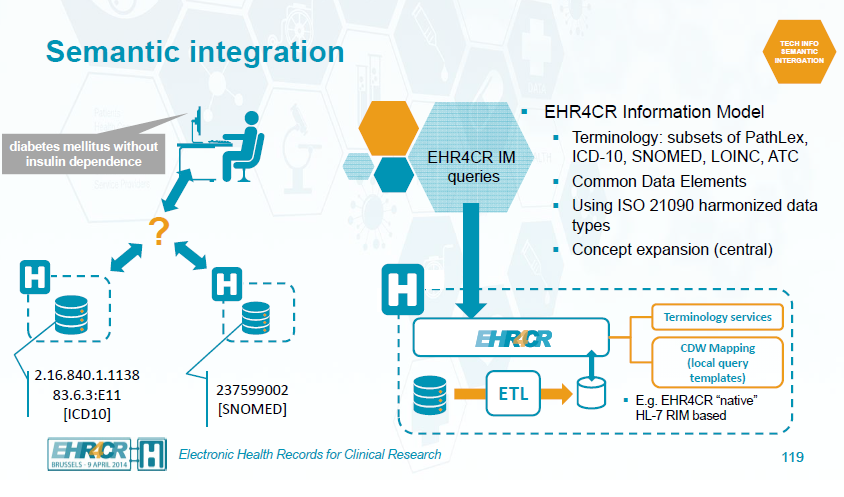 Semantic integration
TECH INFO
SEMANTIC
INTERGATION
diabetes mellitus without
insulin dependence
?
H
H
2.16.840.1.1138
83.6.3:E11
[ICD10]
237599002
[SNOMED]
EHR4CR IM
queries
EHR4CR Information Model
Terminology: subsets of PathLex,
ICD-10, SNOMED, LOINC, ATC
Common Data Elements
Using ISO 21090 harmonized data
types
Concept expansion (central)
H
EHR4CR
Terminology services
CDW Mapping
(local query
templates)
ETL
E.g. EHR4CR “native”
HL-7 RIM based
EHR4CR
H
BRUSSELS - 9 APRIL 2014
Electronic Health Records for Clinical Research
119